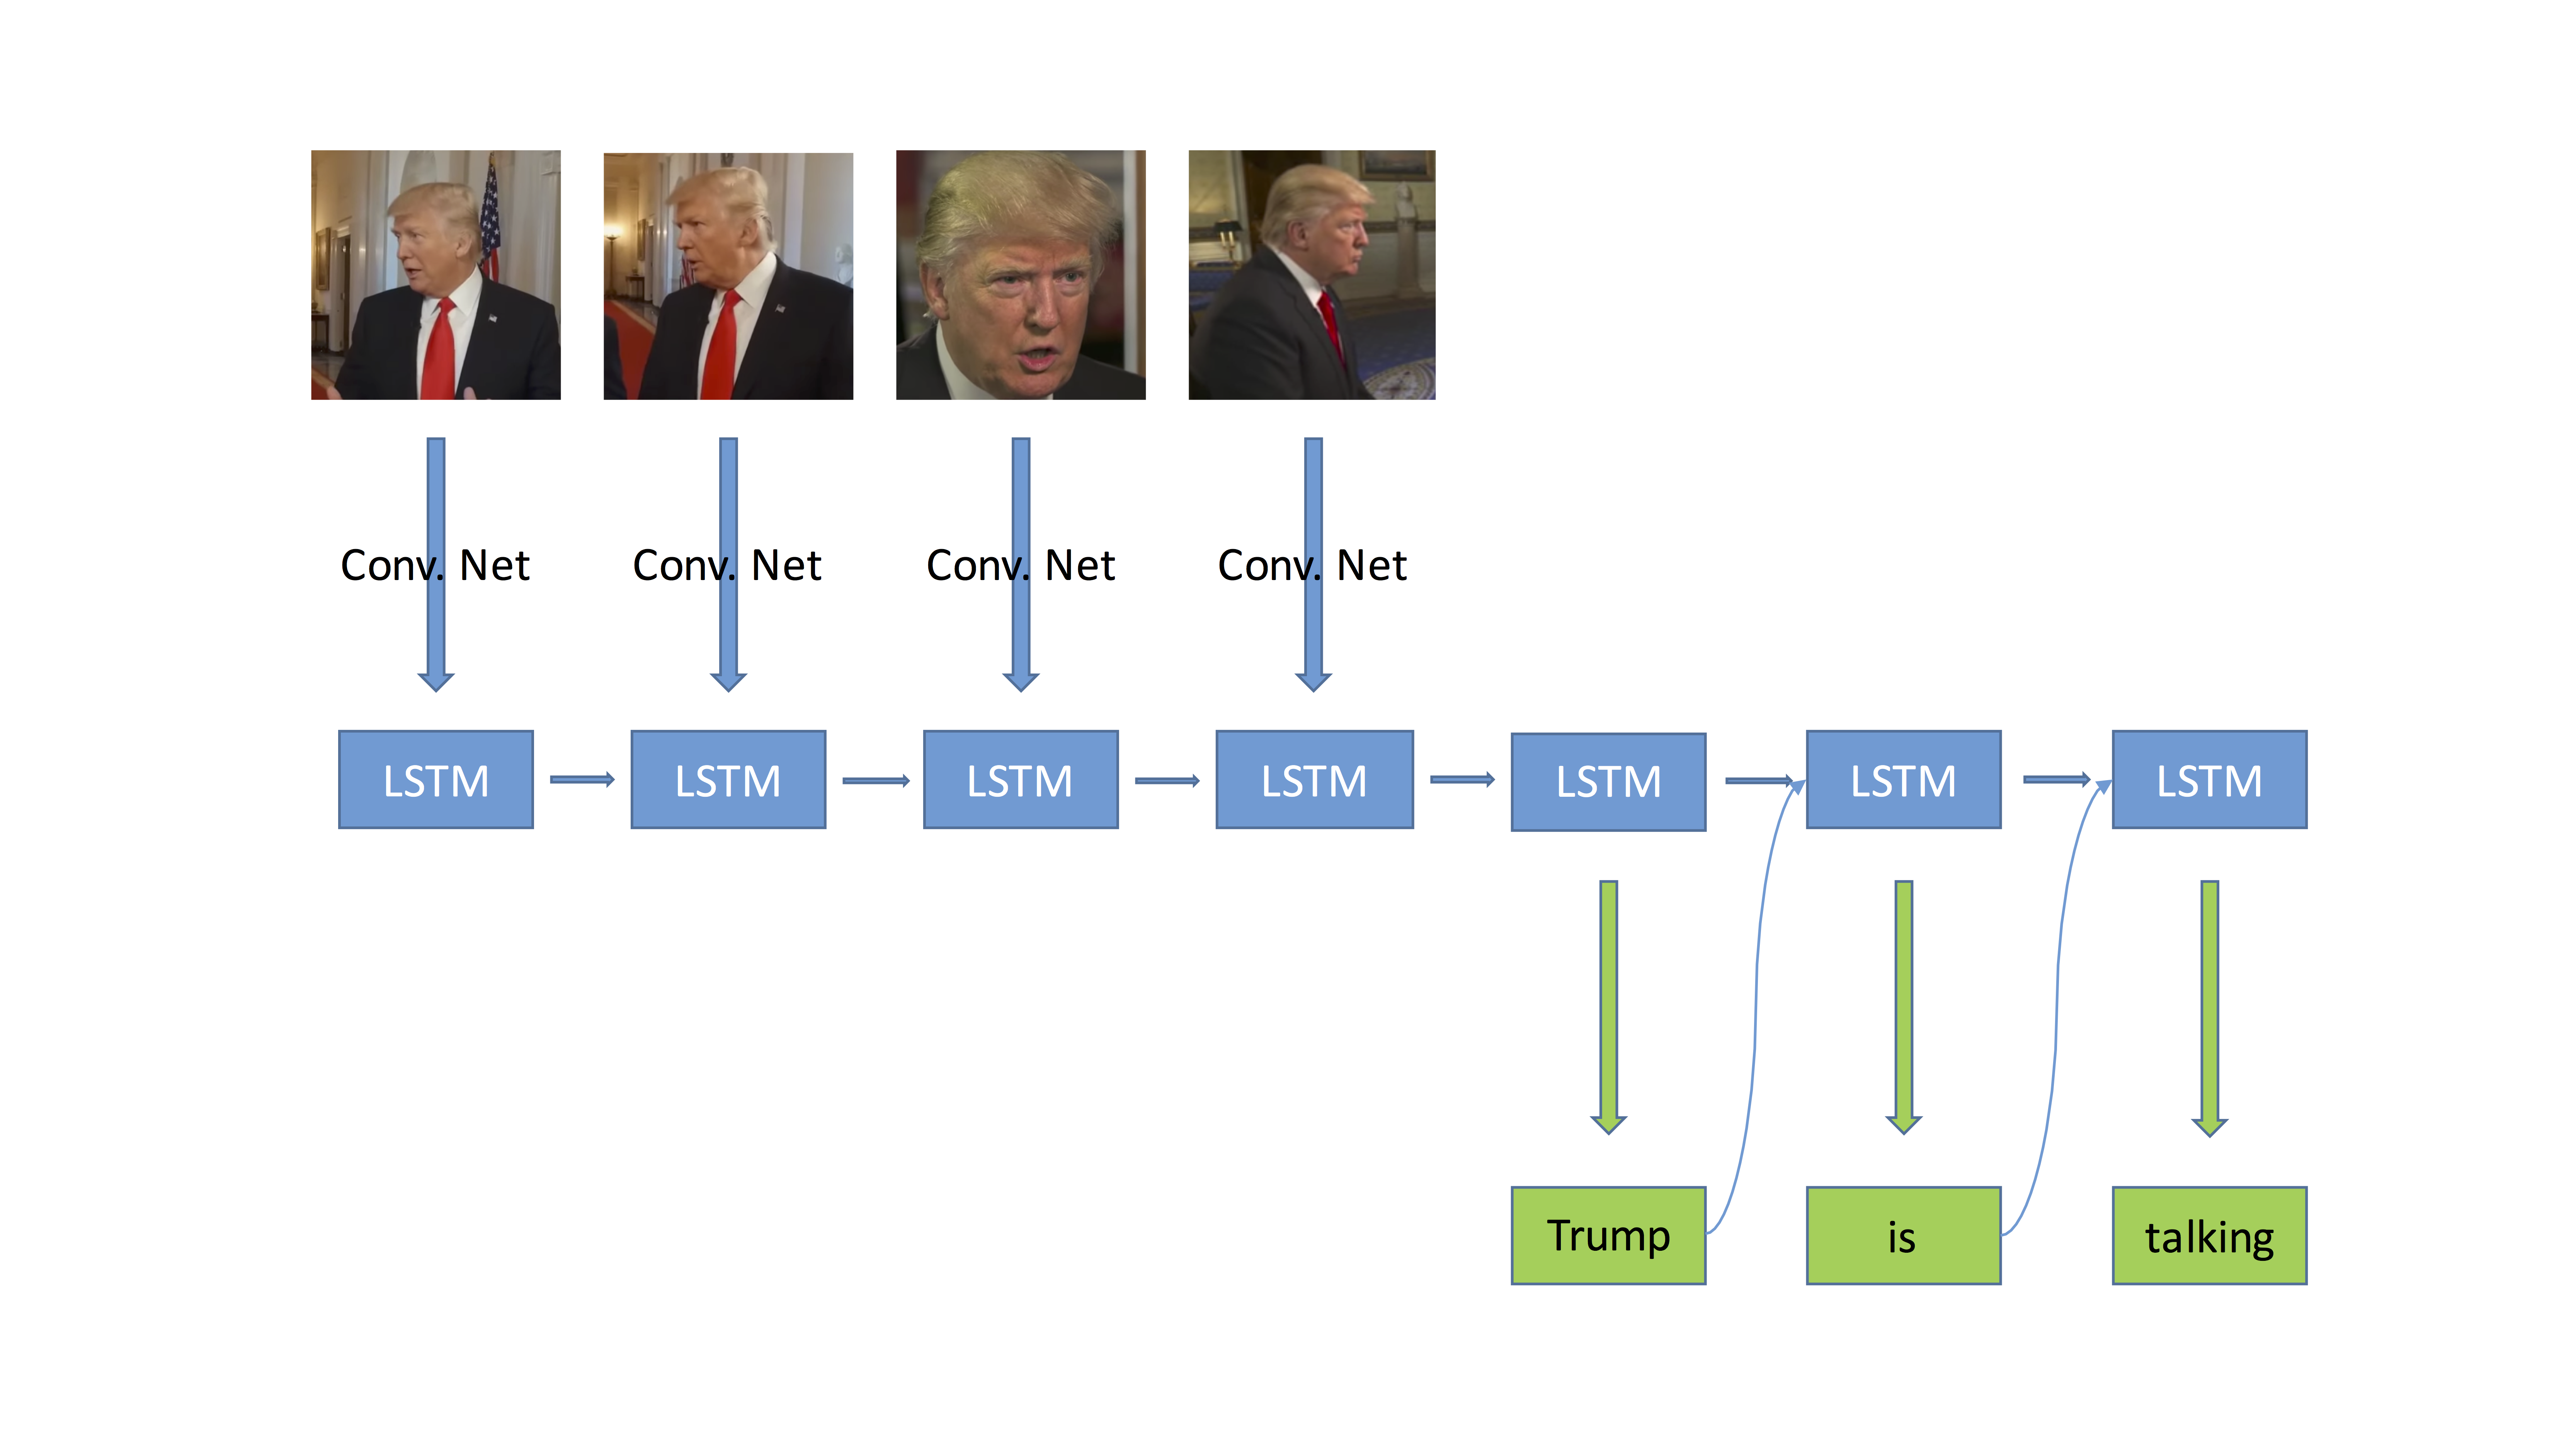 Conv. Net Conv. Net Conv. Net Conv. Net
LSTM LSTM LSTM LSTM LSTM LSTM LSTM
Trump is talking